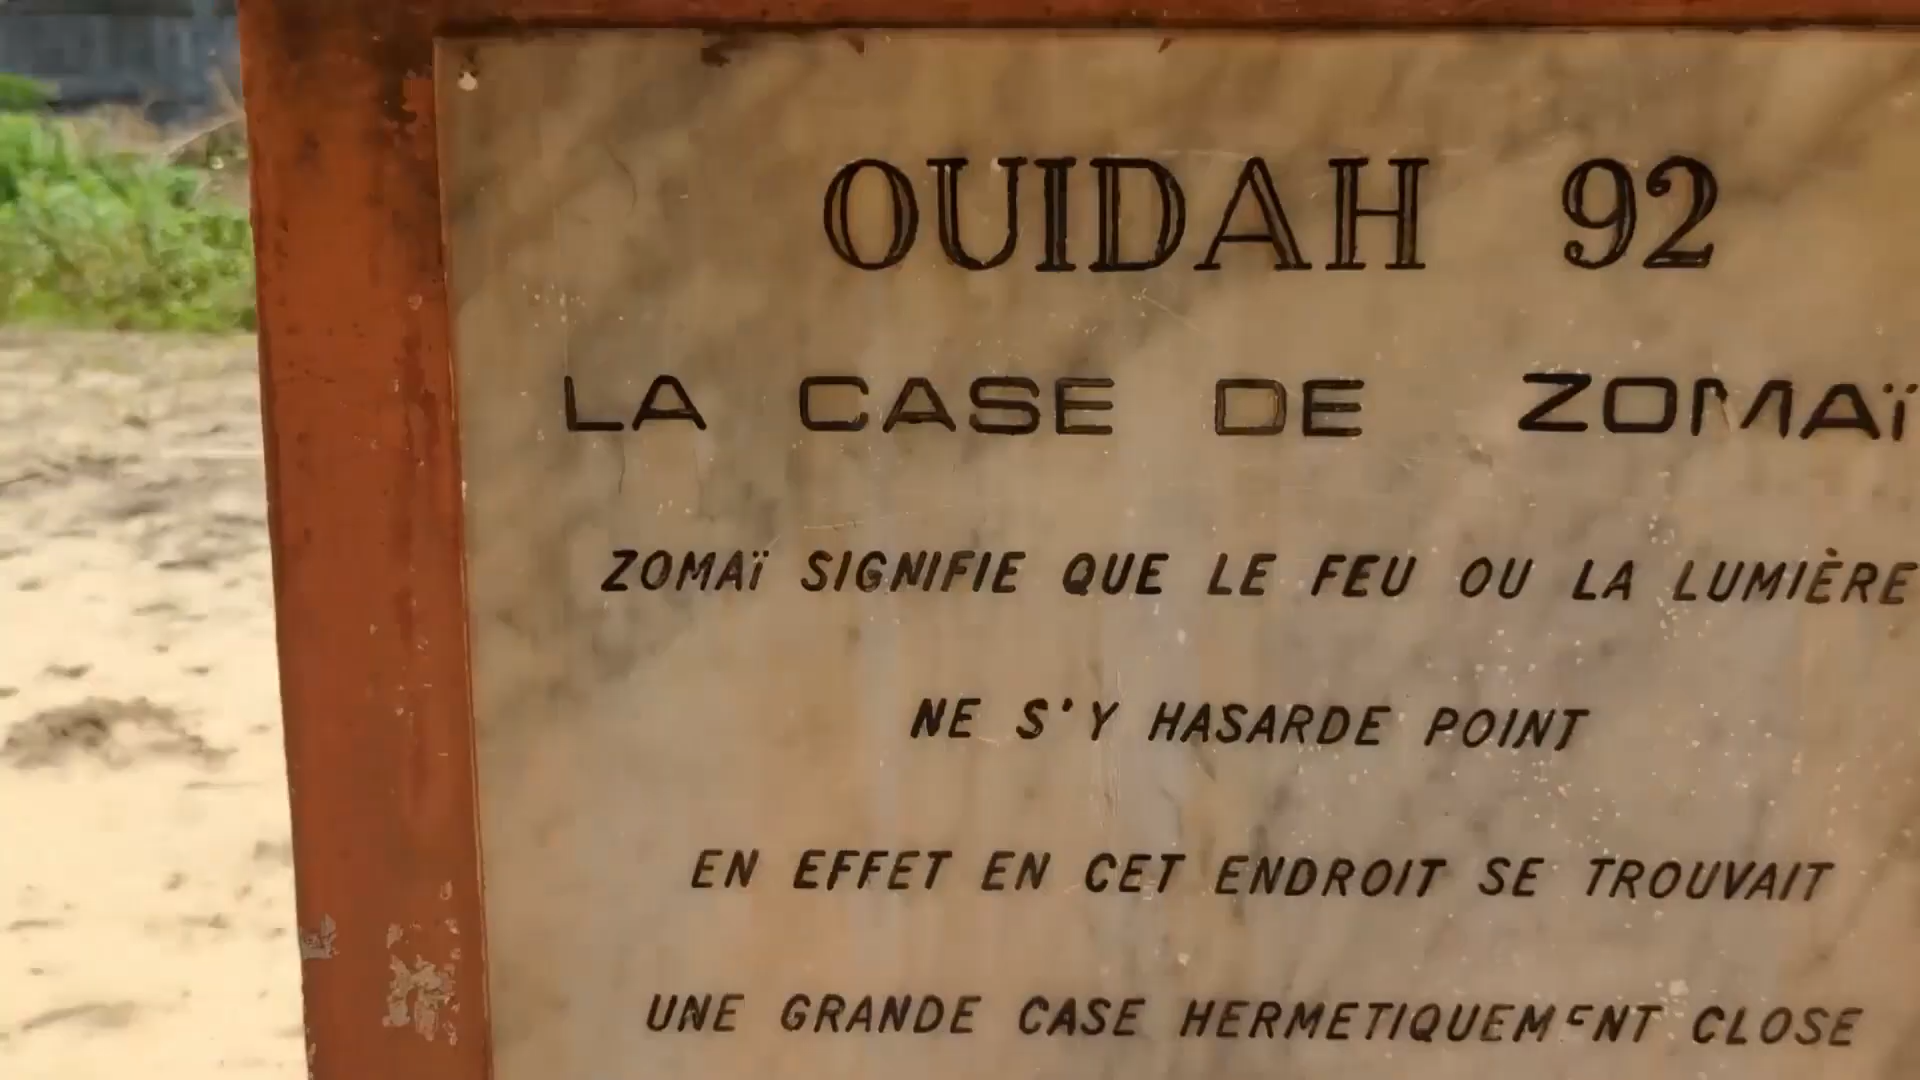 OUIDAH 92
LA CASE DE ZOMAÏ
ZOMAÏ SIGNIFIE QUE LE FEU OU LA LUMIÈRE
NE S'Y HASARDE POINT
EN EFFET EN CET ENDROIT SE TROUVAIT
UNE GRANDE CASE HERMETIQUEMENT CLOSE